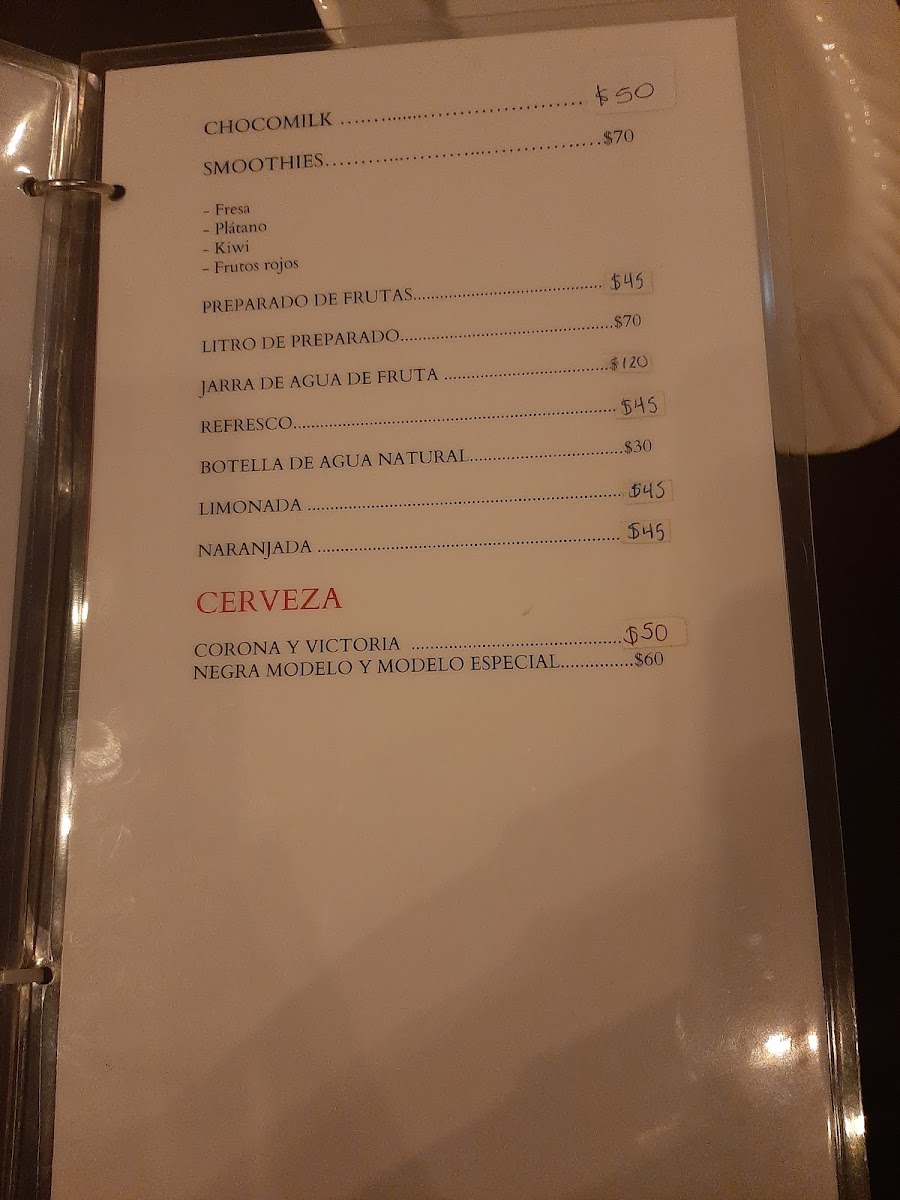 CHOCOMILK ........................................ $50
SMOOTHIES........................................$70
- Fresa
- Plátano
- Kiwi
- Frutos rojos
PREPARADO DE FRUTAS........................................ $45
LITRO DE PREPARADO........................................$70
JARRA DE AGUA DE FRUTA ........................................$120
REFRESCO........................................ $45
BOTELLA DE AGUA NATURAL........................................$30
LIMONADA ........................................ $45
NARANJADA ........................................ $45
CERVEZA
CORONA Y VICTORIA ........................................$50
NEGRA MODELO Y MODELO ESPECIAL...............$60